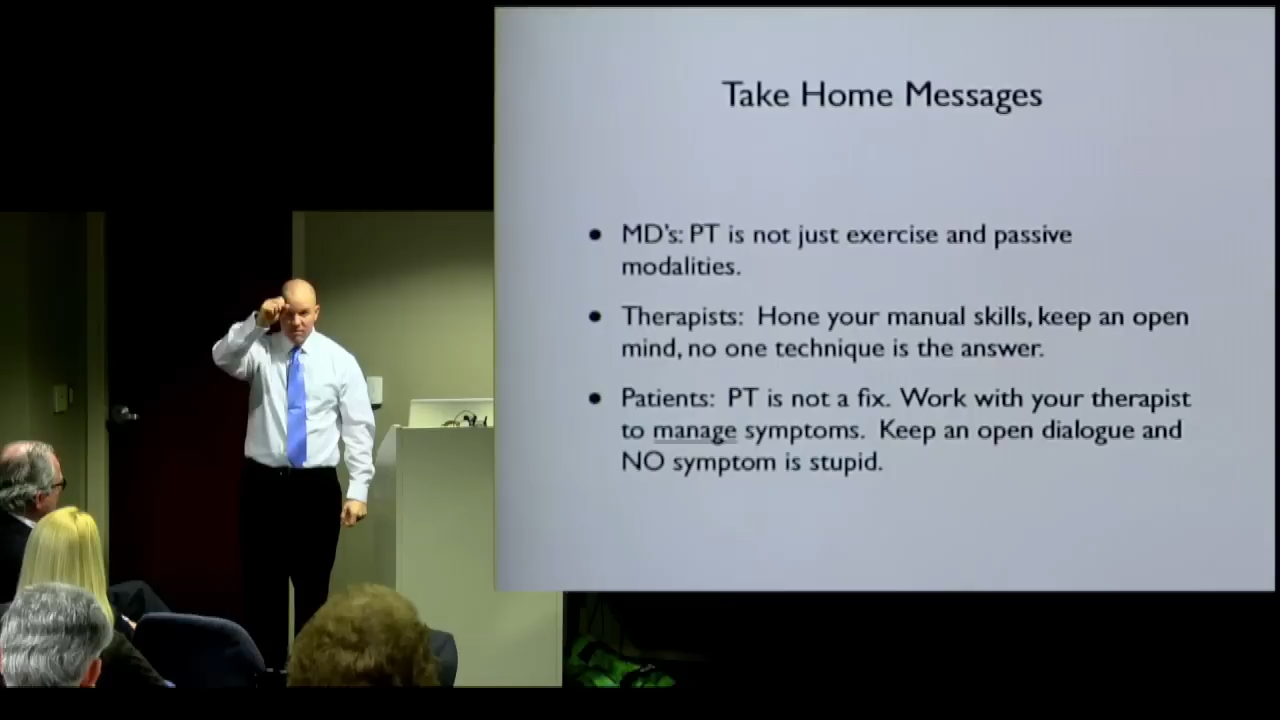 Take Home Messages
● MD's: PT is not just exercise and passive
modalities.
● Therapists: Hone your manual skills, keep an open
mind, no one technique is the answer.
● Patients: PT is not a fix. Work with your therapist
to manage symptoms. Keep an open dialogue and
NO symptom is stupid.